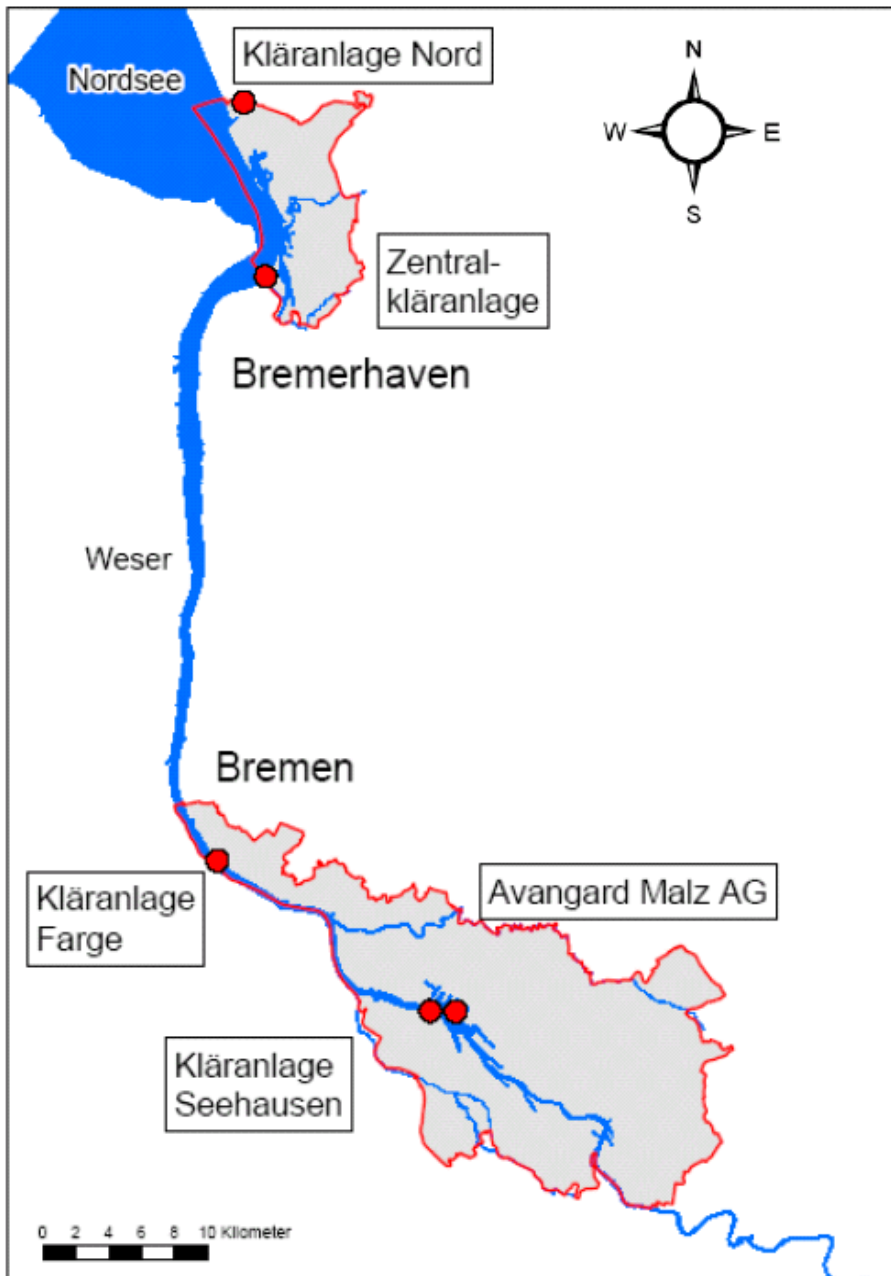 Kläranlage Nord
Nordsee
N
W
E
S
Zentral-
kläranlage
Bremerhaven
Weser
Bremen
Avangard Malz AG
Kläranlage
Farge
Kläranlage
Seehausen
0 2 4 6 8 10 Kilometer